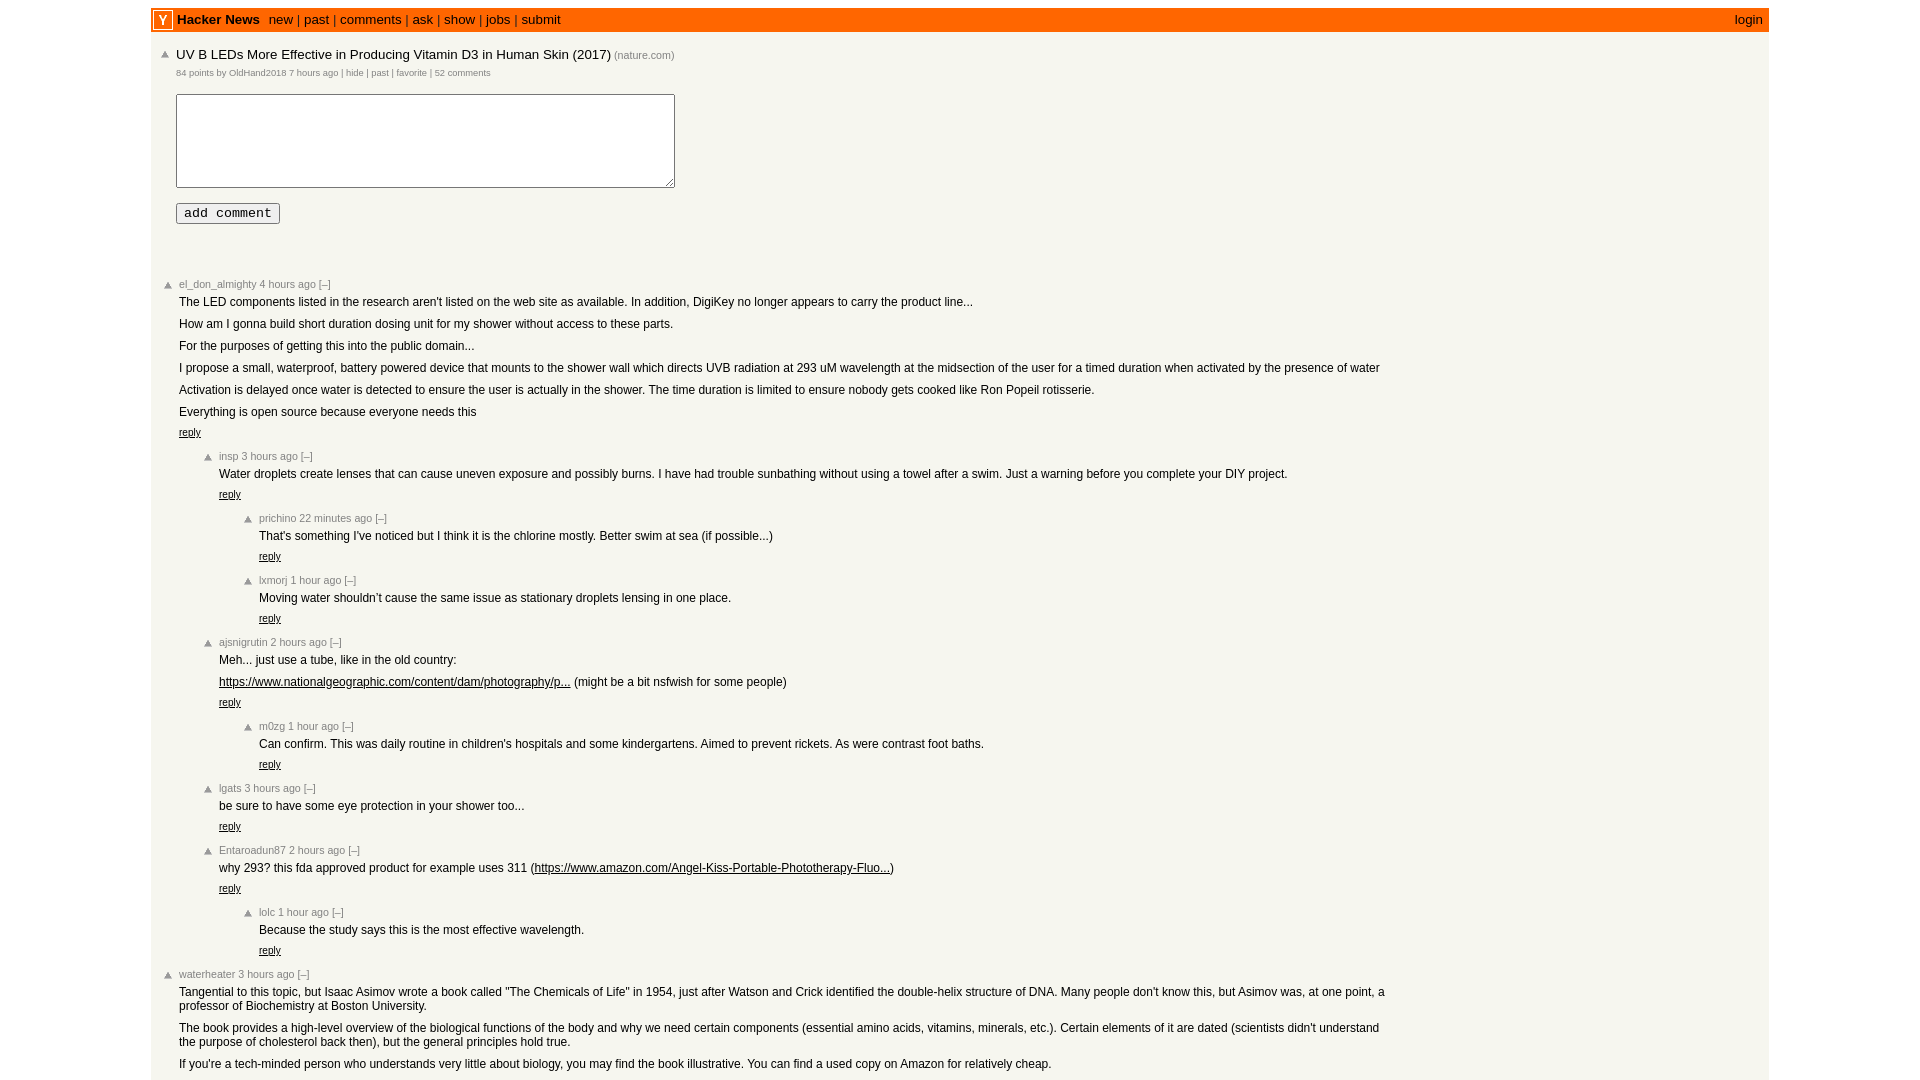 Y Hacker News new | past | comments | ask | show | jobs | submit login
UV B LEDs More Effective in Producing Vitamin D3 in Human Skin (2017) (nature.com)
84 points by OldHand2018 7 hours ago | hide | past | favorite | 52 comments
add comment
el_don_almighty 4 hours ago [–]
The LED components listed in the research aren't listed on the web site as available. In addition, DigiKey no longer appears to carry the product line...
How am I gonna build short duration dosing unit for my shower without access to these parts.
For the purposes of getting this into the public domain...
I propose a small, waterproof, battery powered device that mounts to the shower wall which directs UVB radiation at 293 uM wavelength at the midsection of the user for a timed duration when activated by the presence of water
Activation is delayed once water is detected to ensure the user is actually in the shower. The time duration is limited to ensure nobody gets cooked like Ron Popeil rotisserie.
Everything is open source because everyone needs this
reply
insp 3 hours ago [–]
Water droplets create lenses that can cause uneven exposure and possibly burns. I have had trouble sunbathing without using a towel after a swim. Just a warning before you complete your DIY project.
reply
prichino 22 minutes ago [–]
That's something I've noticed but I think it is the chlorine mostly. Better swim at sea (if possible...)
reply
lxmorj 1 hour ago [–]
Moving water shouldn’t cause the same issue as stationary droplets lensing in one place.
reply
ajsnigrutin 2 hours ago [–]
Meh... just use a tube, like in the old country:
https://www.nationalgeographic.com/content/dam/photography/p... (might be a bit nsfwish for some people)
reply
m0zg 1 hour ago [–]
Can confirm. This was daily routine in children's hospitals and some kindergartens. Aimed to prevent rickets. As were contrast foot baths.
reply
lgats 3 hours ago [–]
be sure to have some eye protection in your shower too...
reply
Entaroadun87 2 hours ago [–]
why 293? this fda approved product for example uses 311 (https://www.amazon.com/Angel-Kiss-Portable-Phototherapy-Fluo...)
reply
lolc 1 hour ago [–]
Because the study says this is the most effective wavelength.
reply
waterheater 3 hours ago [–]
Tangential to this topic, but Isaac Asimov wrote a book called "The Chemicals of Life" in 1954, just after Watson and Crick identified the double-helix structure of DNA. Many people don't know this, but Asimov was, at one point, a
professor of Biochemistry at Boston University.
The book provides a high-level overview of the biological functions of the body and why we need certain components (essential amino acids, vitamins, minerals, etc.). Certain elements of it are dated (scientists didn't understand
the purpose of cholesterol back then), but the general principles hold true.
If you're a tech-minded person who understands very little about biology, you may find the book illustrative. You can find a used copy on Amazon for relatively cheap.